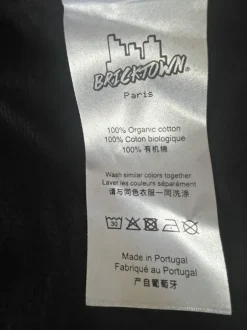 BRICKTOWN®
Paris
100% Organic cotton
100% Coton biologique
100% 有机棉
Wash similar colors together
Laver les couleurs séparément
请与同色衣服一同洗涤
30
Made in Portugal
Fabriqué au Portugal
产自葡萄牙